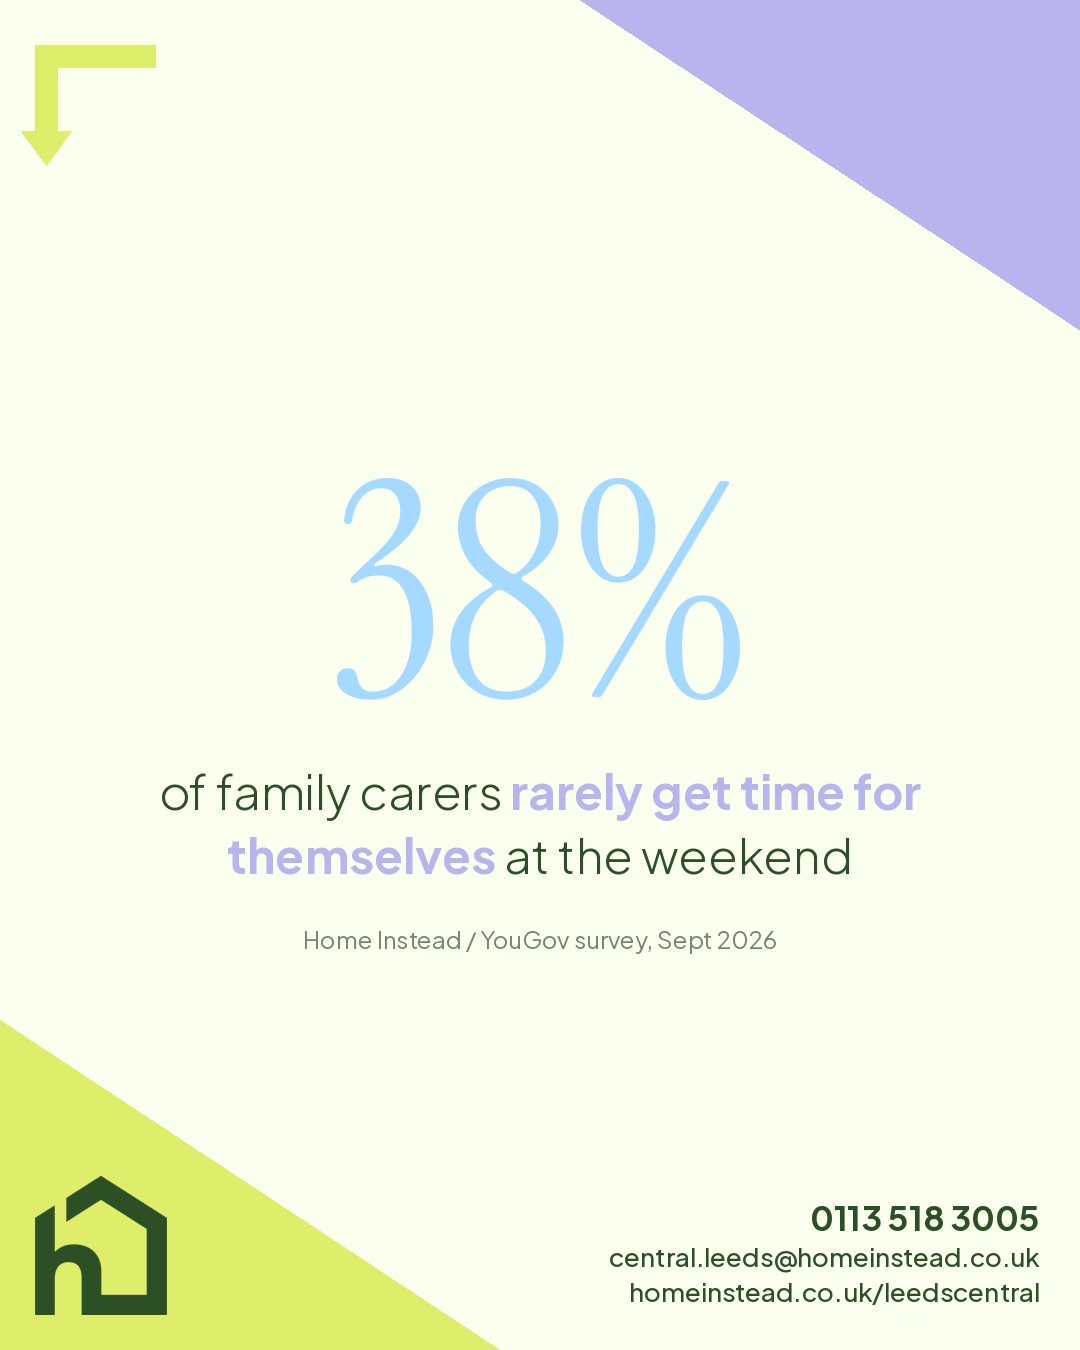 38%
of family carers rarely get time for
themselves at the weekend
Home Instead / YouGov survey, Sept 2026
0113 518 3005
central.leeds@homeinstead.co.uk
homeinstead.co.uk/leedscentral